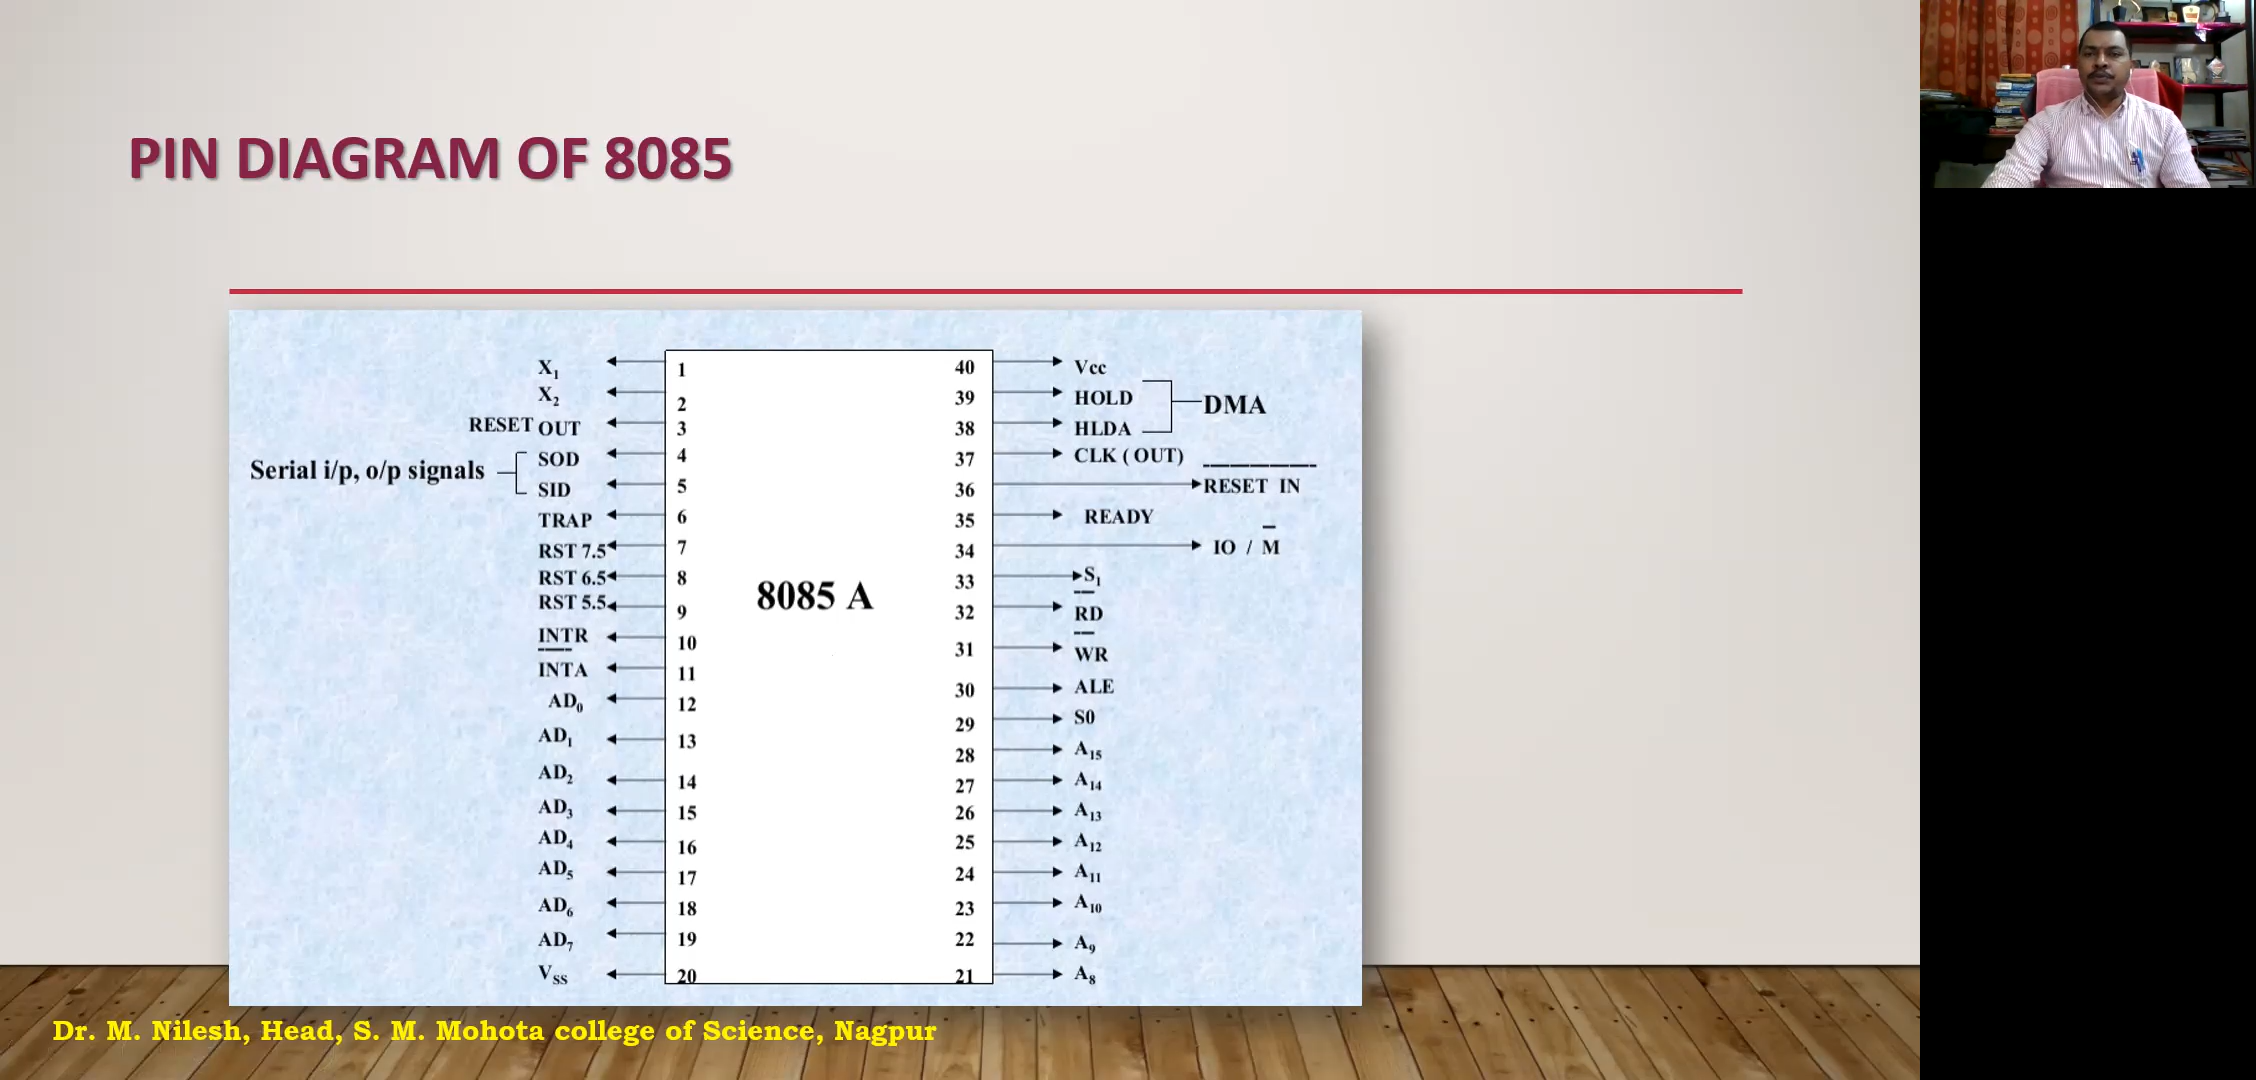 PIN DIAGRAM OF 8085
X1 1 40 Vcc
X2 2 39 HOLD
DMA
RESET OUT 3 38 HLDA
SOD 4 37 CLK ( OUT)
Serial i/p, o/p signals
SID 5 36 RESET IN
TRAP 6 35 READY
RST 7.5 7 34 IO / M
RST 6.5 8 33 S1
8085 A
RST 5.5 9 32 RD
INTR 10 31 WR
INTA 11 30 ALE
AD0 12 29 S0
AD1 13 28 A15
AD2 14 27 A14
AD3 15 26 A13
AD4 16 25 A12
AD5 17 24 A11
AD6 18 23 A10
AD7 19 22 A9
VSS 20 21 A8
Dr. M. Nilesh, Head, S. M. Mohota college of Science, Nagpur